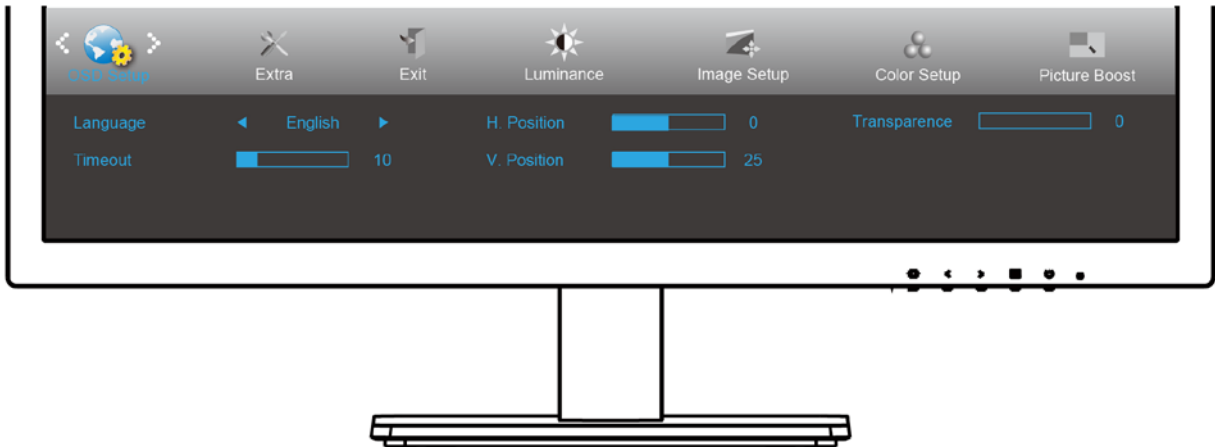 OSC Setup Extra Exit Luminance Image Setup Color Setup Picture Boost
Language English H. Position 0 Transparence 0
Timeout 10 V. Position 25